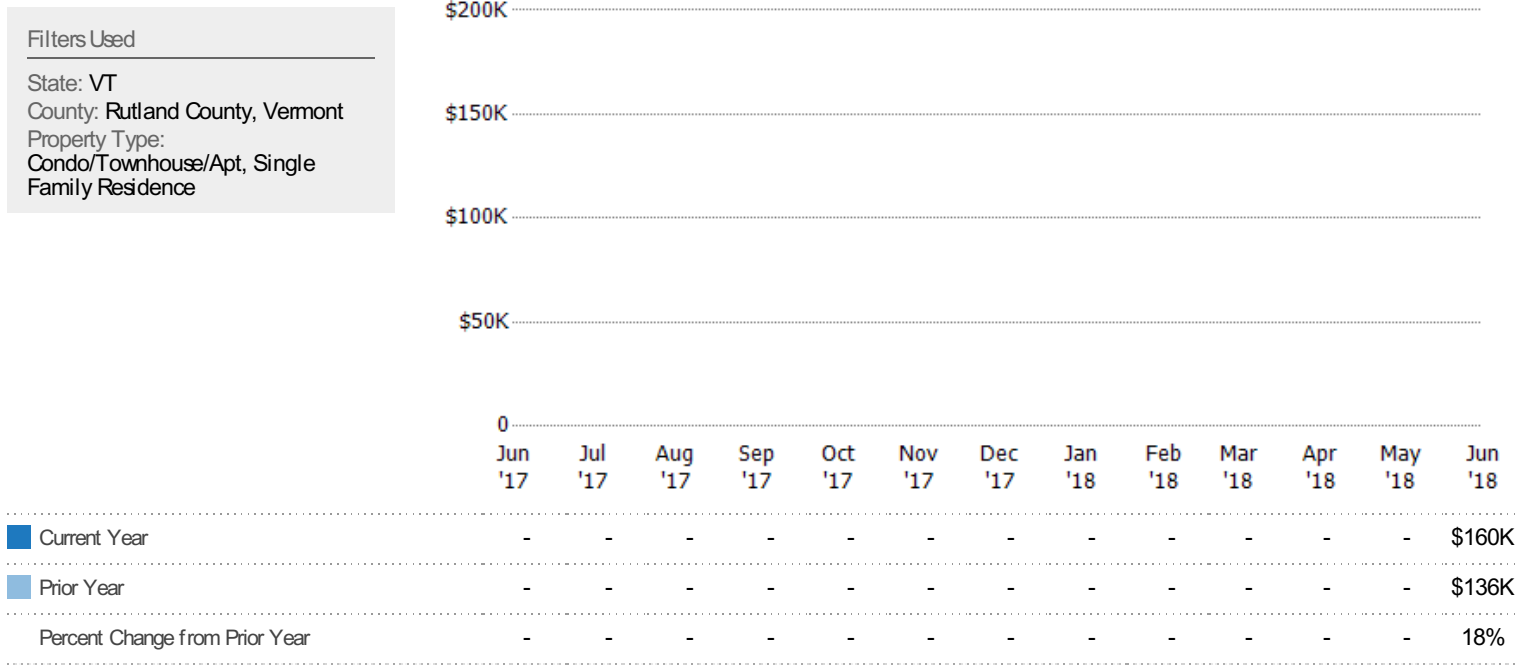 Filters Used
State: VT
County: Rutland County, Vermont
Property Type:
Condo/Townhouse/Apt, Single
Family Residence
$200K
$150K
$100K
$50K
0
Jun Jul Aug Sep Oct Nov Dec Jan Feb Mar Apr May Jun
'17 '17 '17 '17 '17 '17 '17 '18 '18 '18 '18 '18 '18
Current Year - - - - - - - - - - - - $160K
Prior Year - - - - - - - - - - - - $136K
Percent Change from Prior Year - - - - - - - - - - - - 18%